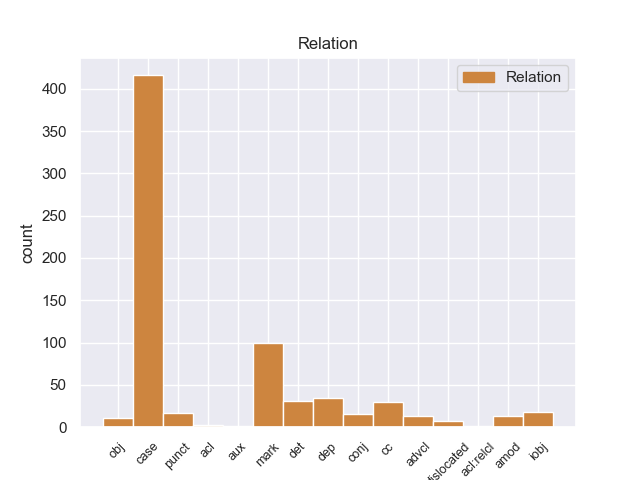 Relation
Relation
400
350
300
250
200
150
100
50
0
count
obj case punct acl aux mark det dep conj cc advcl dislocated acl:relcl amod iobj